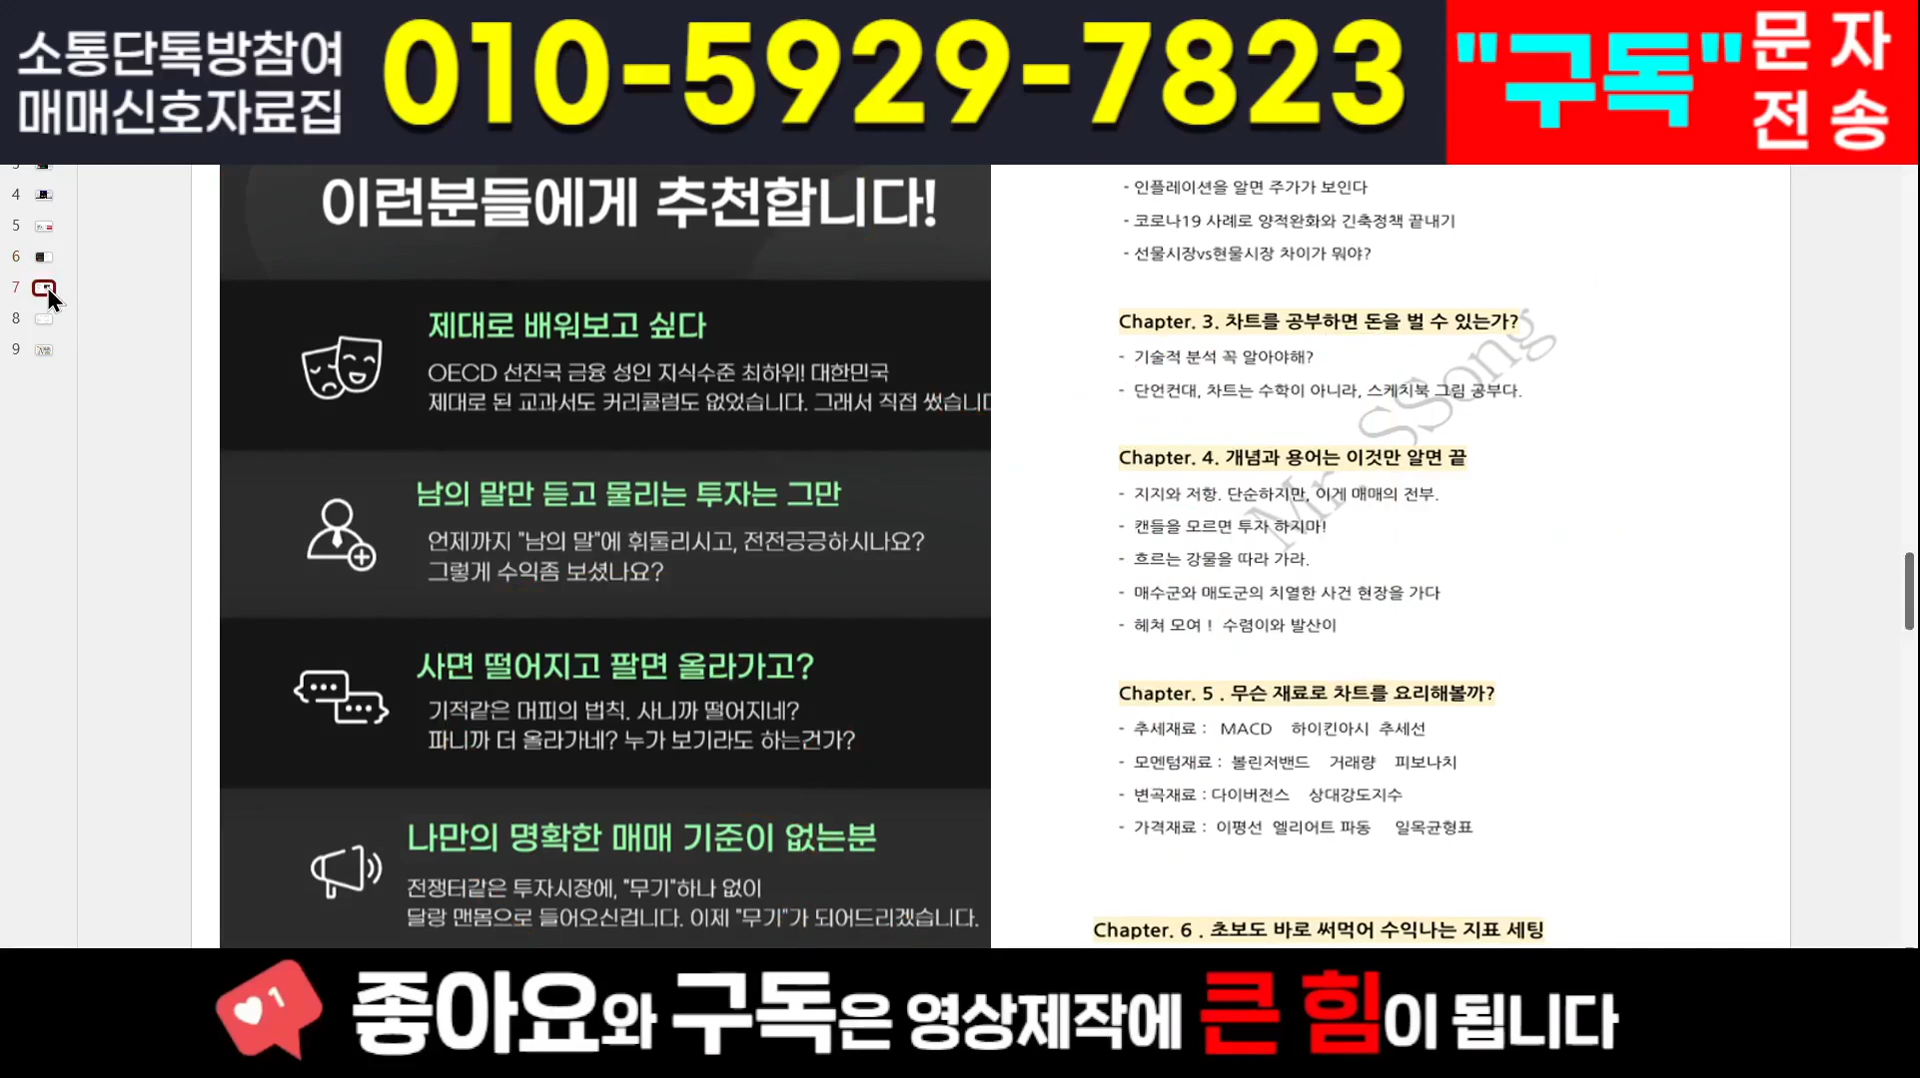 소통단톡방참여
매매신호자료집
010-5929-7823
"구독"
문자
전송
4
5
6
7
8
9
이런분들에게 추천합니다!
제대로 배워보고 싶다
OECD 선진국 금융 성인 지식수준 최하위! 대한민국
제대로 된 교과서도 커리큘럼도 없었습니다. 그래서 직접 썼습니다
남의 말만 듣고 물리는 투자는 그만
언제까지 "남의 말"에 휘둘리시고, 전전긍긍하시나요?
그렇게 수익좀 보셨나요?
사면 떨어지고 팔면 올라가고?
기적같은 머피의 법칙. 사니까 떨어지네?
파니까 더 올라가네? 누가 보기라도 하는건가?
나만의 명확한 매매 기준이 없는분
전쟁터같은 투자시장에, "무기"하나 없이
달랑 맨몸으로 들어오신겁니다. 이제 "무기"가 되어드리겠습니다.
- 인플레이션을 알면 주가가 보인다
- 코로나19 사례로 양적완화와 긴축정책 끝내기
- 선물시장vs현물시장 차이가 뭐야?
Chapter. 3. 차트를 공부하면 돈을 벌 수 있는가?
- 기술적 분석 꼭 알아야해?
- 단언컨대, 차트는 수학이 아니라, 스케치북 그림 공부다.
Chapter. 4. 개념과 용어는 이것만 알면 끝
- 지지와 저항. 단순하지만, 이게 매매의 전부.
- 캔들을 모르면 투자 하지마!
- 흐르는 강물을 따라 가라.
- 매수군와 매도군의 치열한 사건 현장을 가다
- 헤쳐 모여 ! 수렴이와 발산이
Chapter. 5 . 무슨 재료로 차트를 요리해볼까?
- 추세재료 : MACD 하이킨아시 추세선
- 모멘텀재료 : 볼린저밴드 거래량 피보나치
- 변곡재료 : 다이버전스 상대강도지수
- 가격재료 : 이평선 엘리어트 파동 일목균형표
Chapter. 6 . 초보도 바로 써먹어 수익나는 지표 세팅
Mr. SSong
1
좋아요와 구독은 영상제작에 큰 힘이 됩니다